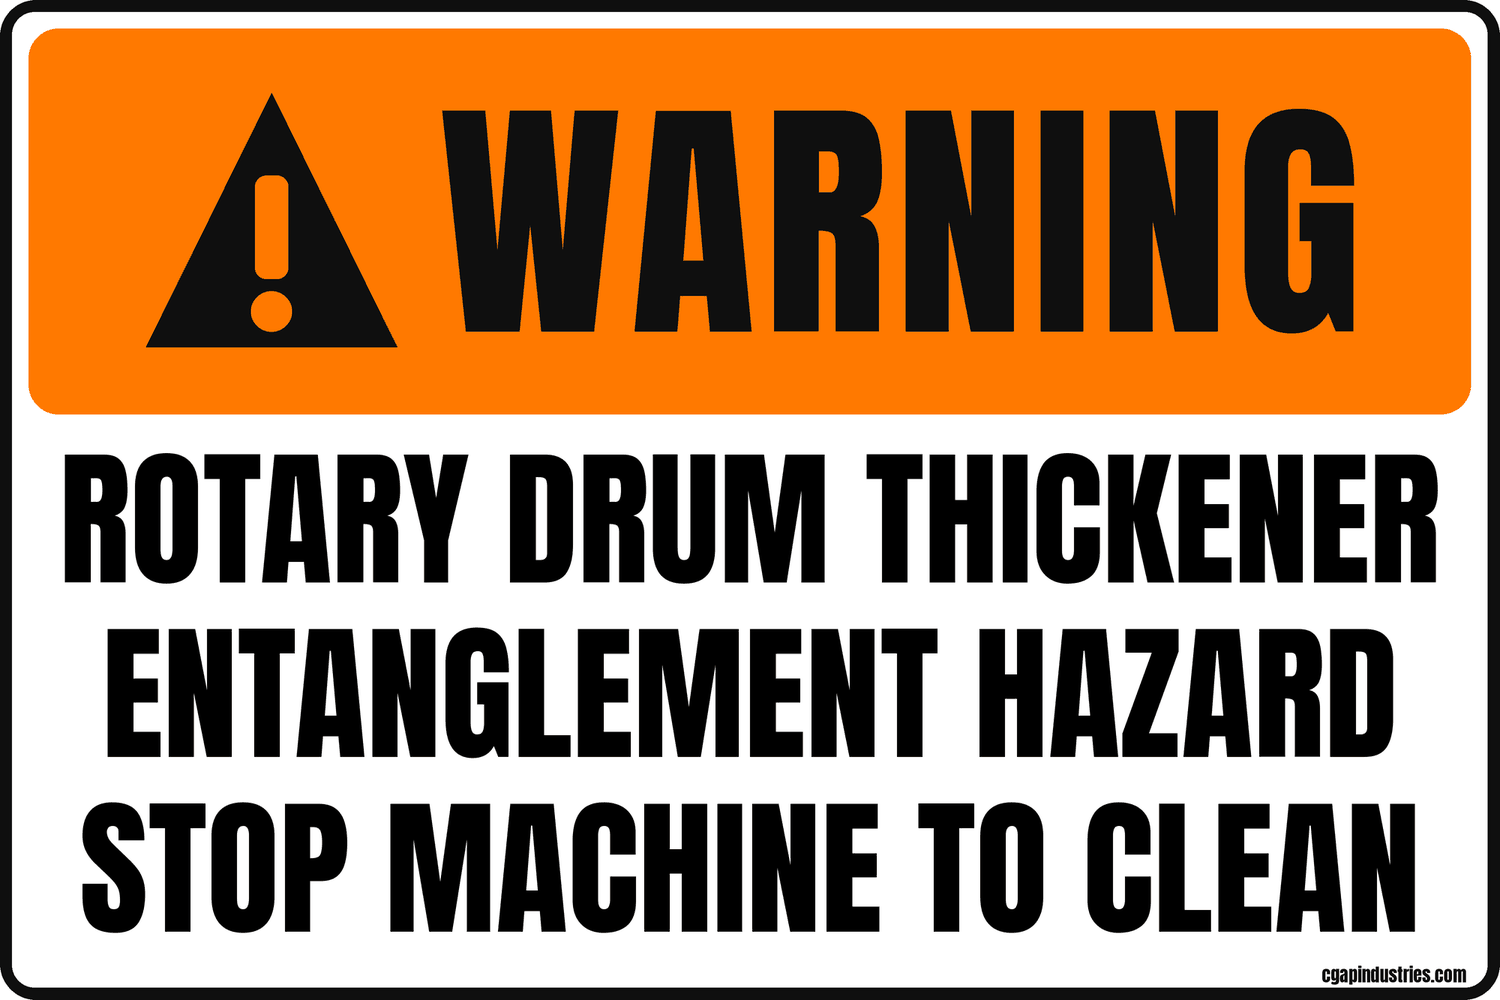 WARNING
ROTARY DRUM THICKENER
ENTANGLEMENT HAZARD
STOP MACHINE TO CLEAN
cgapindustries.com